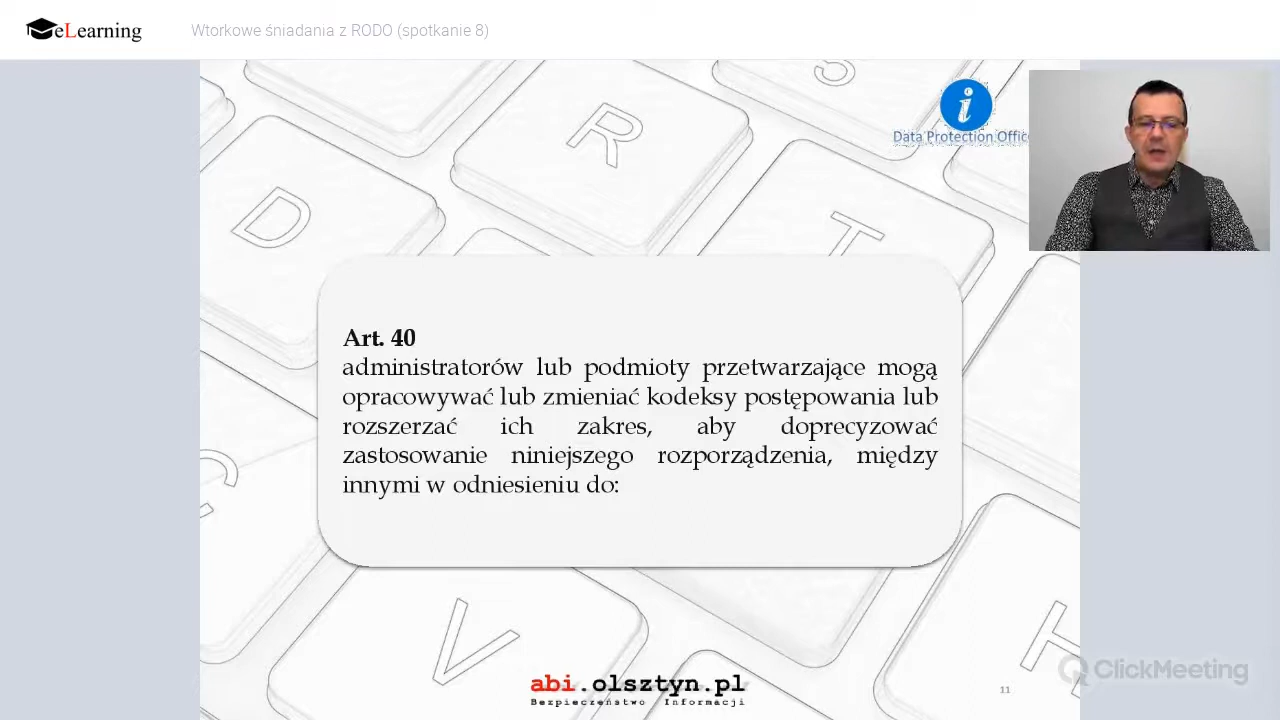 eLearning
Wtorkowe śniadania z RODO (spotkanie 8)
S
R
Data Protection Office
D
T
Art. 40
administratorów lub podmioty przetwarzające mogą
opracowywać lub zmieniać kodeksy postępowania lub
rozszerzać ich zakres, aby doprecyzować
zastosowanie niniejszego rozporządzenia, między
innymi w odniesieniu do:
V
H
ClickMeeting
abi.olsztyn.pl
Bezpieczeństwo Informacji
11